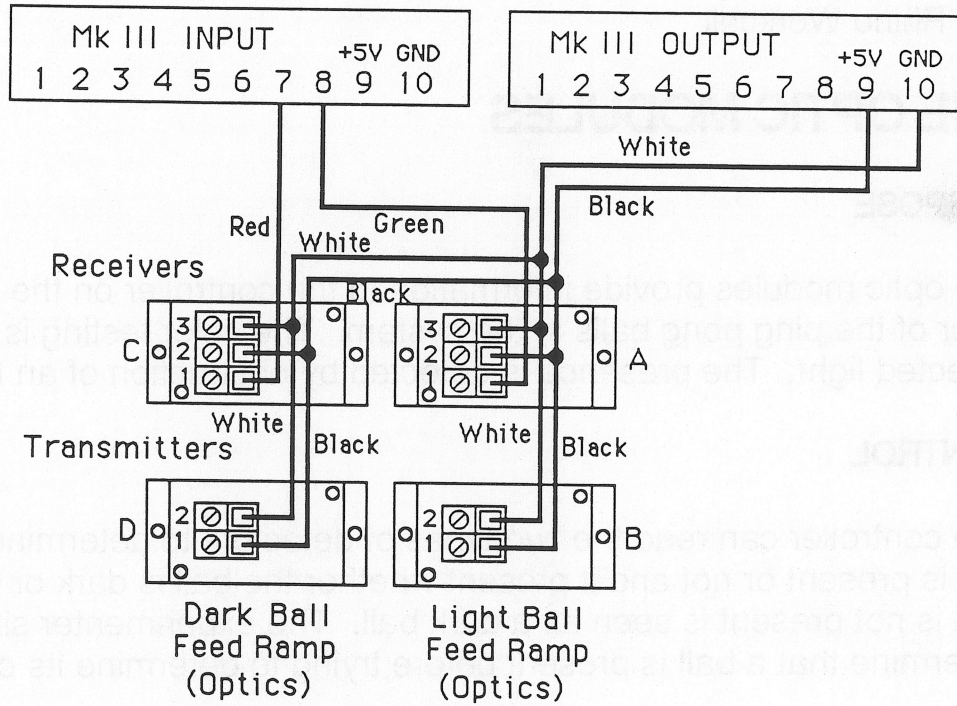 Mk III INPUT
+5V GND
1 2 3 4 5 6 7 8 9 10
Mk III OUTPUT
+5V GND
1 2 3 4 5 6 7 8 9 10
White
Black
Red
Green
White
Receivers
Black
3
C 2
1
3
2 A
1
White
Black
White
Black
Transmitters
D 2
1
2 B
1
Dark Ball
Feed Ramp
(Optics)
light Ball
Feed Ramp
(Optics)